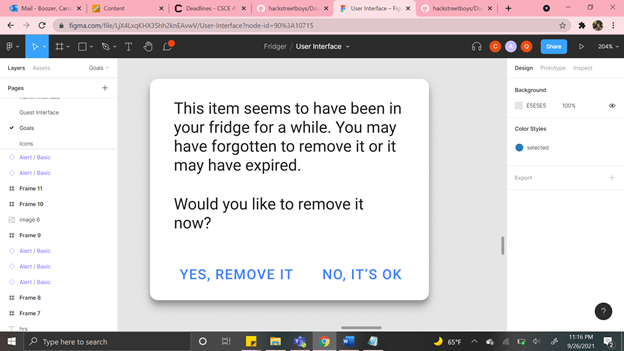 Mail - Boozer, Carol
Content
Deadlines - CSCE 4
hackstreetboys/Doc
User Interface – Fig
hackstreetboys/Don
figma.com/file/LjX4LxqKHX3Shh2knEAvwV/User-Interface?node-id=90%3A10715
Fridger / User Interface
C A Q Share 204%
Layers Assets Goals
Pages
Guest Interface
Goals
Icons
Alert / Basic
Alert / Basic
Frame 11
Frame 10
image 6
Frame 9
Alert / Basic
Alert / Basic
Alert / Basic
Frame 8
Frame 7
This item seems to have been in
your fridge for a while. You may
have forgotten to remove it or it
may have expired.
Would you like to remove it
now?
YES, REMOVE IT NO, IT'S OK
Design Prototype Inspect
Background
E5E5E5 100%
Color Styles
selected
Export
?
Type here to search
65°F
11:16 PM
9/26/2021
2